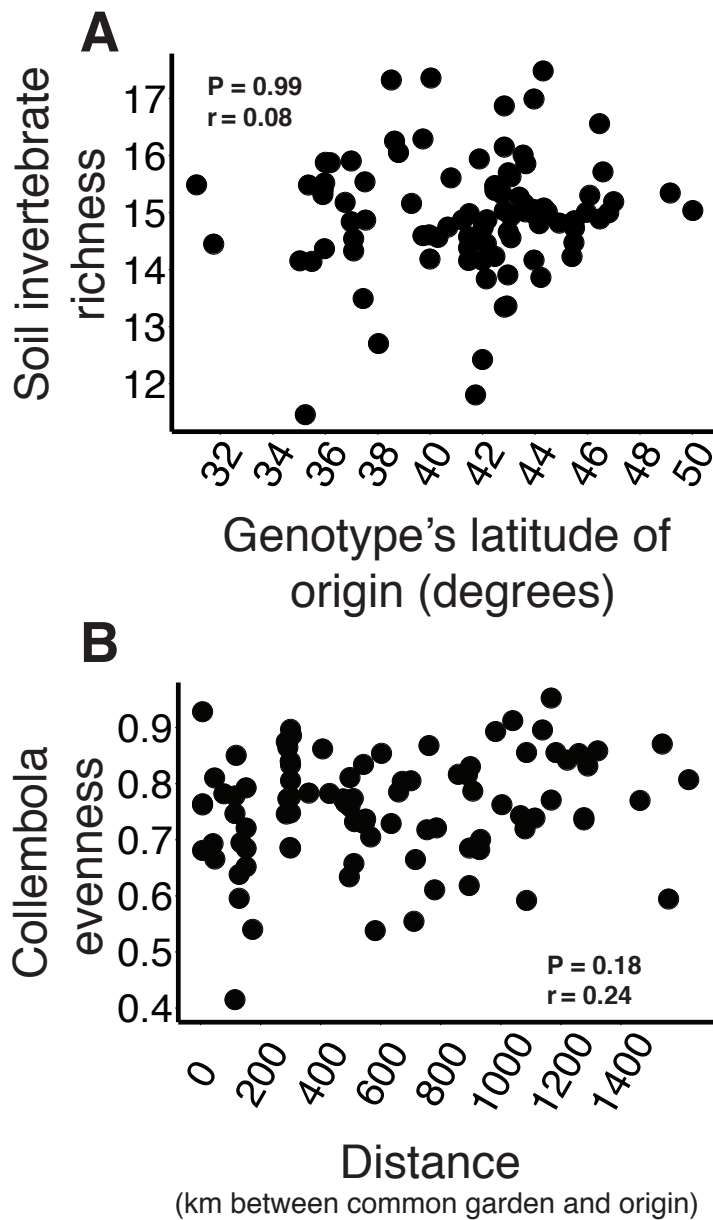 A
P = 0.99
r = 0.08
Soil invertebrate
richness
17
16
15
14
13
12
32 34 36 38 40 42 44 46 48 50
Genotype’s latitude of
origin (degrees)
B
Collembola
evenness
0.9
0.8
0.7
0.6
0.5
0.4
P = 0.18
r = 0.24
0 200 400 600 800 1000 1200 1400
Distance
(km between common garden and origin)